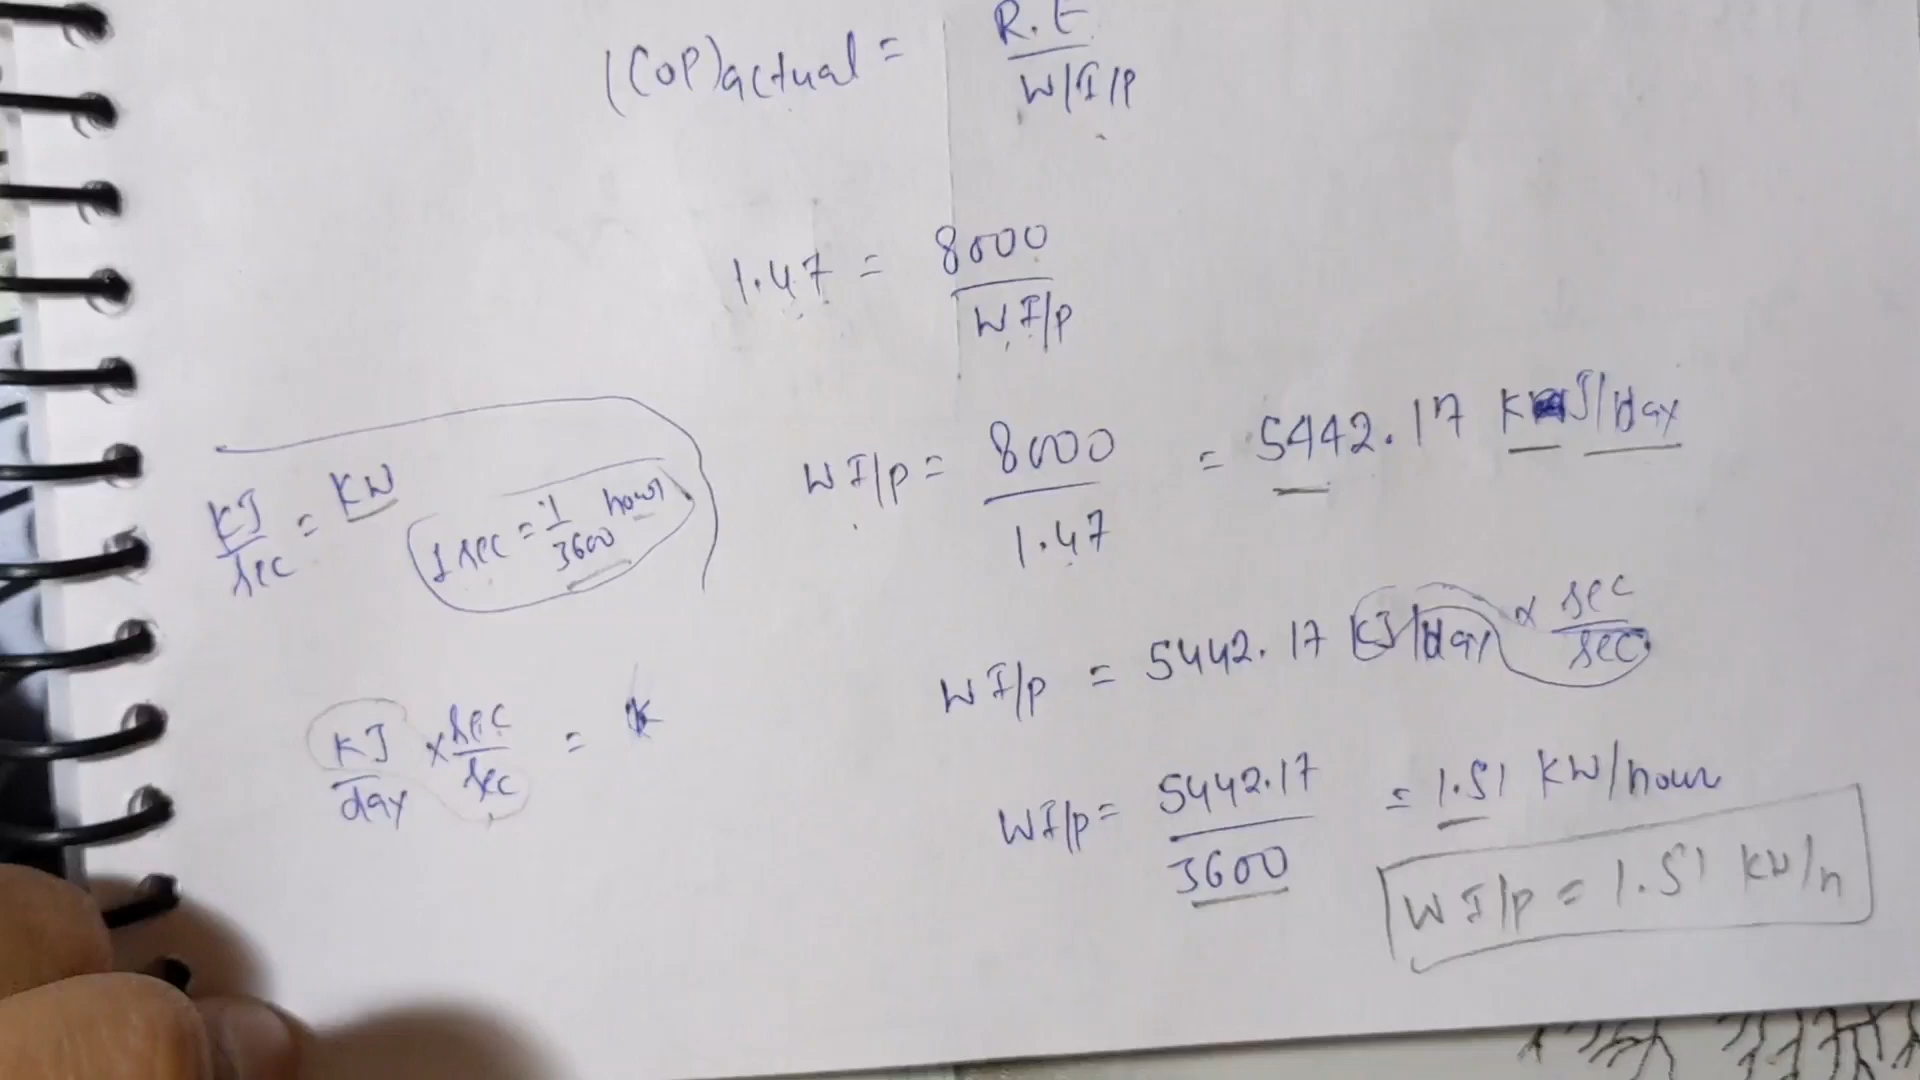 (COP)actual = R.E / W/I/P
1.47 = 8000 / W I/p
W I/p = 8000 / 1.47 = 5442.17 KJ/day
KJ/sec = KW
1 sec = 1/3600 hours
W I/p = 5442.17 KJ/day × sec/sec
KJ/day × sec/sec = K
W I/p = 5442.17 / 3600 = 1.51 KW/hour
W I/p = 1.51 KW/h